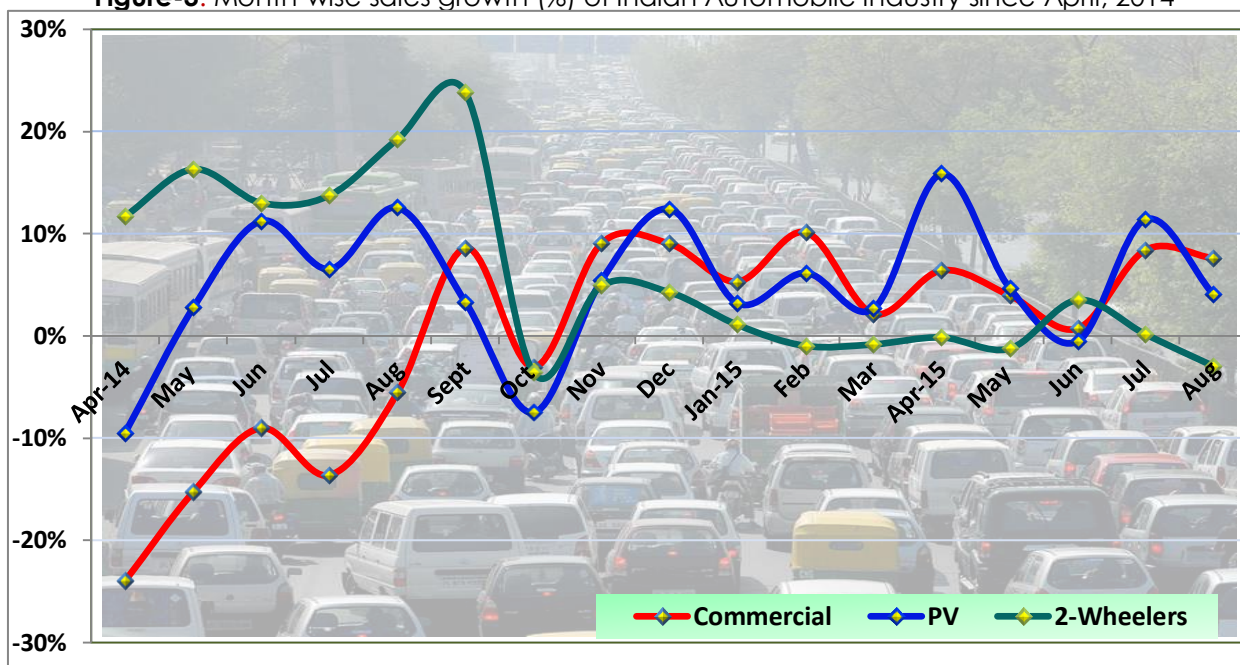 Figure-8: Month-wise sales growth (%) of Indian Automobile Industry since April, 2014
30%
20%
10%
0%
-10%
-20%
-30%
Apr-14 May Jun Jul Aug Sept Oct Nov Dec Jan-15 Feb Mar Apr-15 May Jun Jul Aug
Commercial PV 2-Wheelers